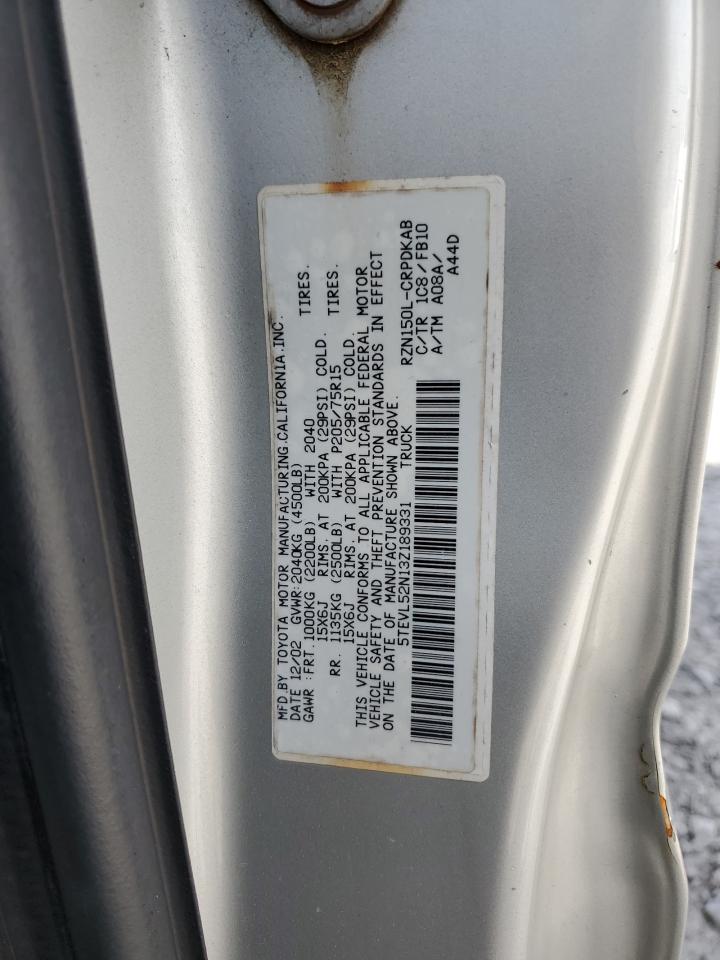 MFD.BY TOYOTA MOTOR MANUFACTURING.CALIFORNIA.INC.
DATE 12/02 GVWR:2040KG (4500LB)
GAWR :FRT.1000KG (2200LB) WITH 2040 TIRES.
15X6J RIMS. AT 200KPA (29PSI) COLD.
RR. 1135KG (2500LB) WITH P205/75R15 TIRES.
15X6J RIMS. AT 200KPA (29PSI) COLD.
THIS VEHICLE CONFORMS TO ALL APPLICABLE FEDERAL MOTOR
VEHICLE SAFETY AND THEFT PREVENTION STANDARDS IN EFFECT
ON THE DATE OF MANUFACTURE SHOWN ABOVE.
5TEVL52N13Z189331 TRUCK
RZN150L-CRPDKAB
C/TR 1C8/FB10
A/TM A08A/
A44D